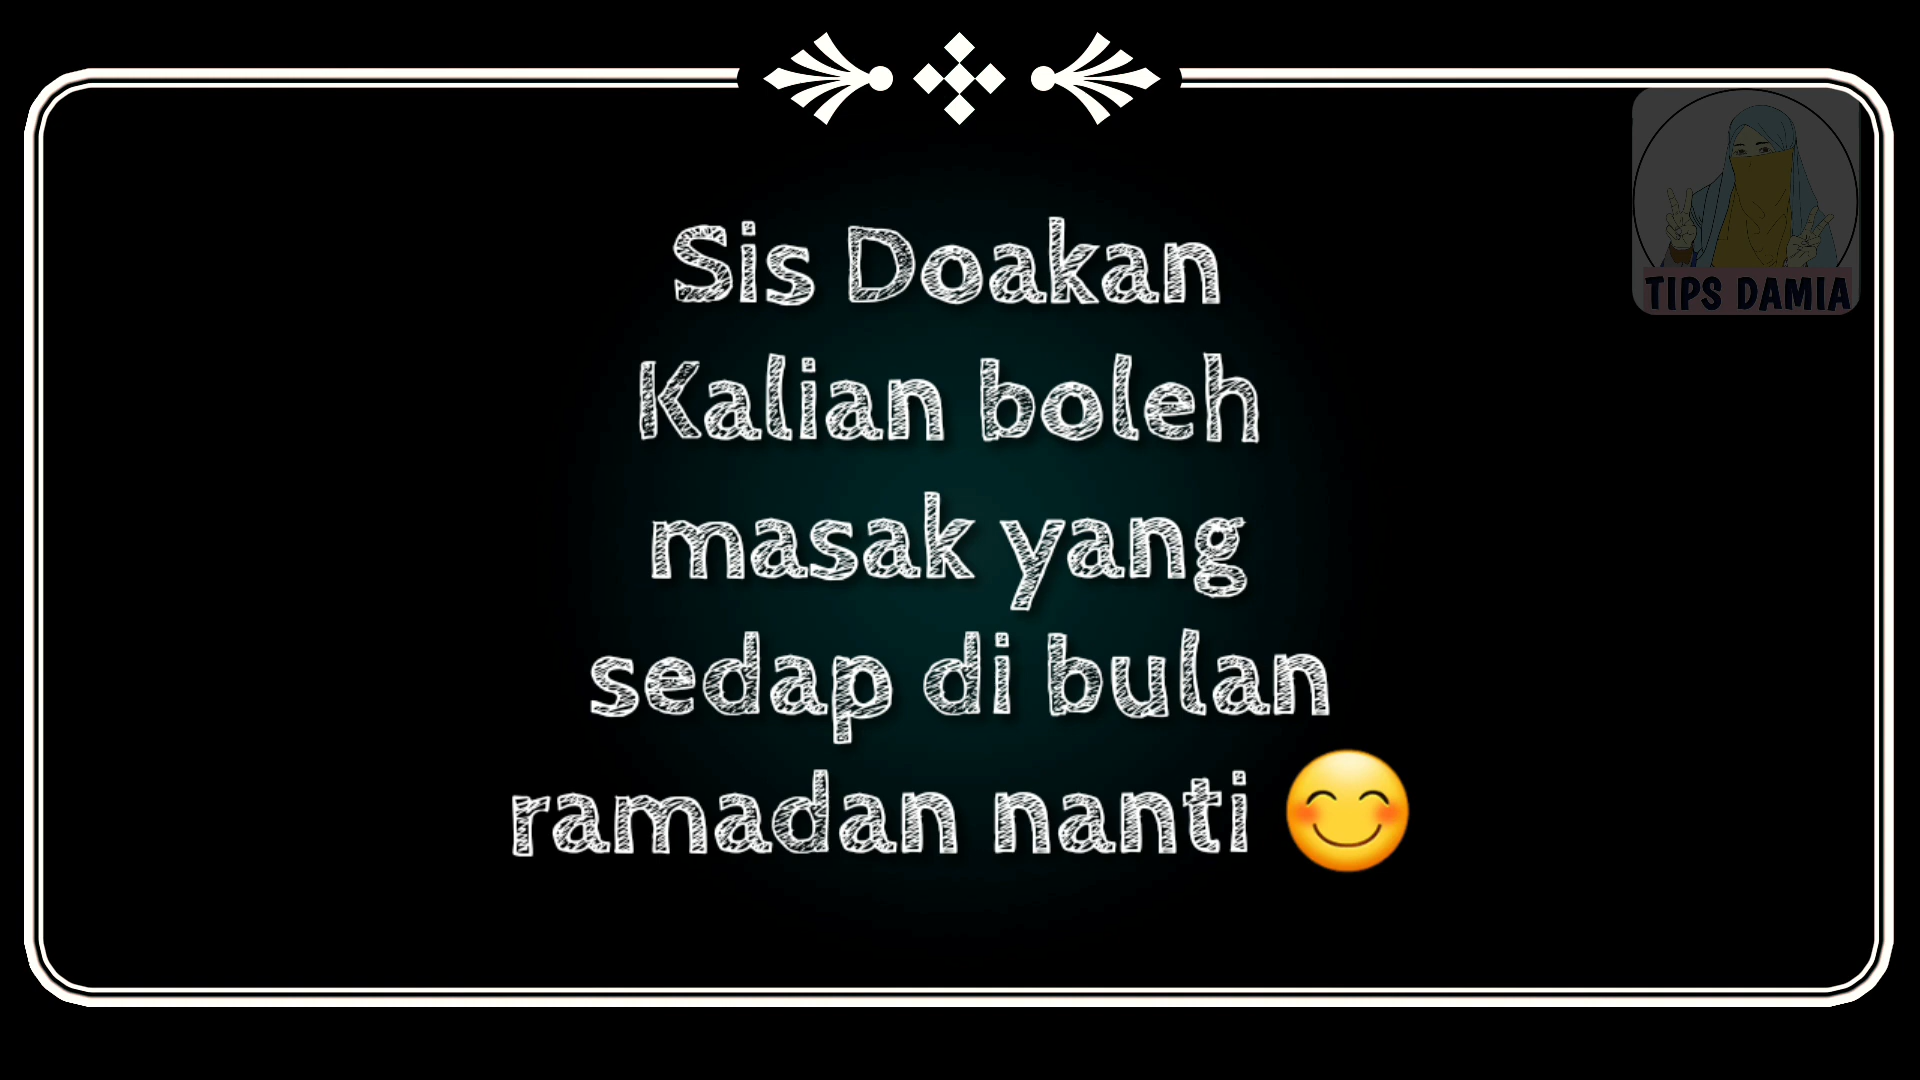 Sis Doakan
Kalian boleh
masak yang
sedap di bulan
ramadan nanti 😊
TIPS DAMIA